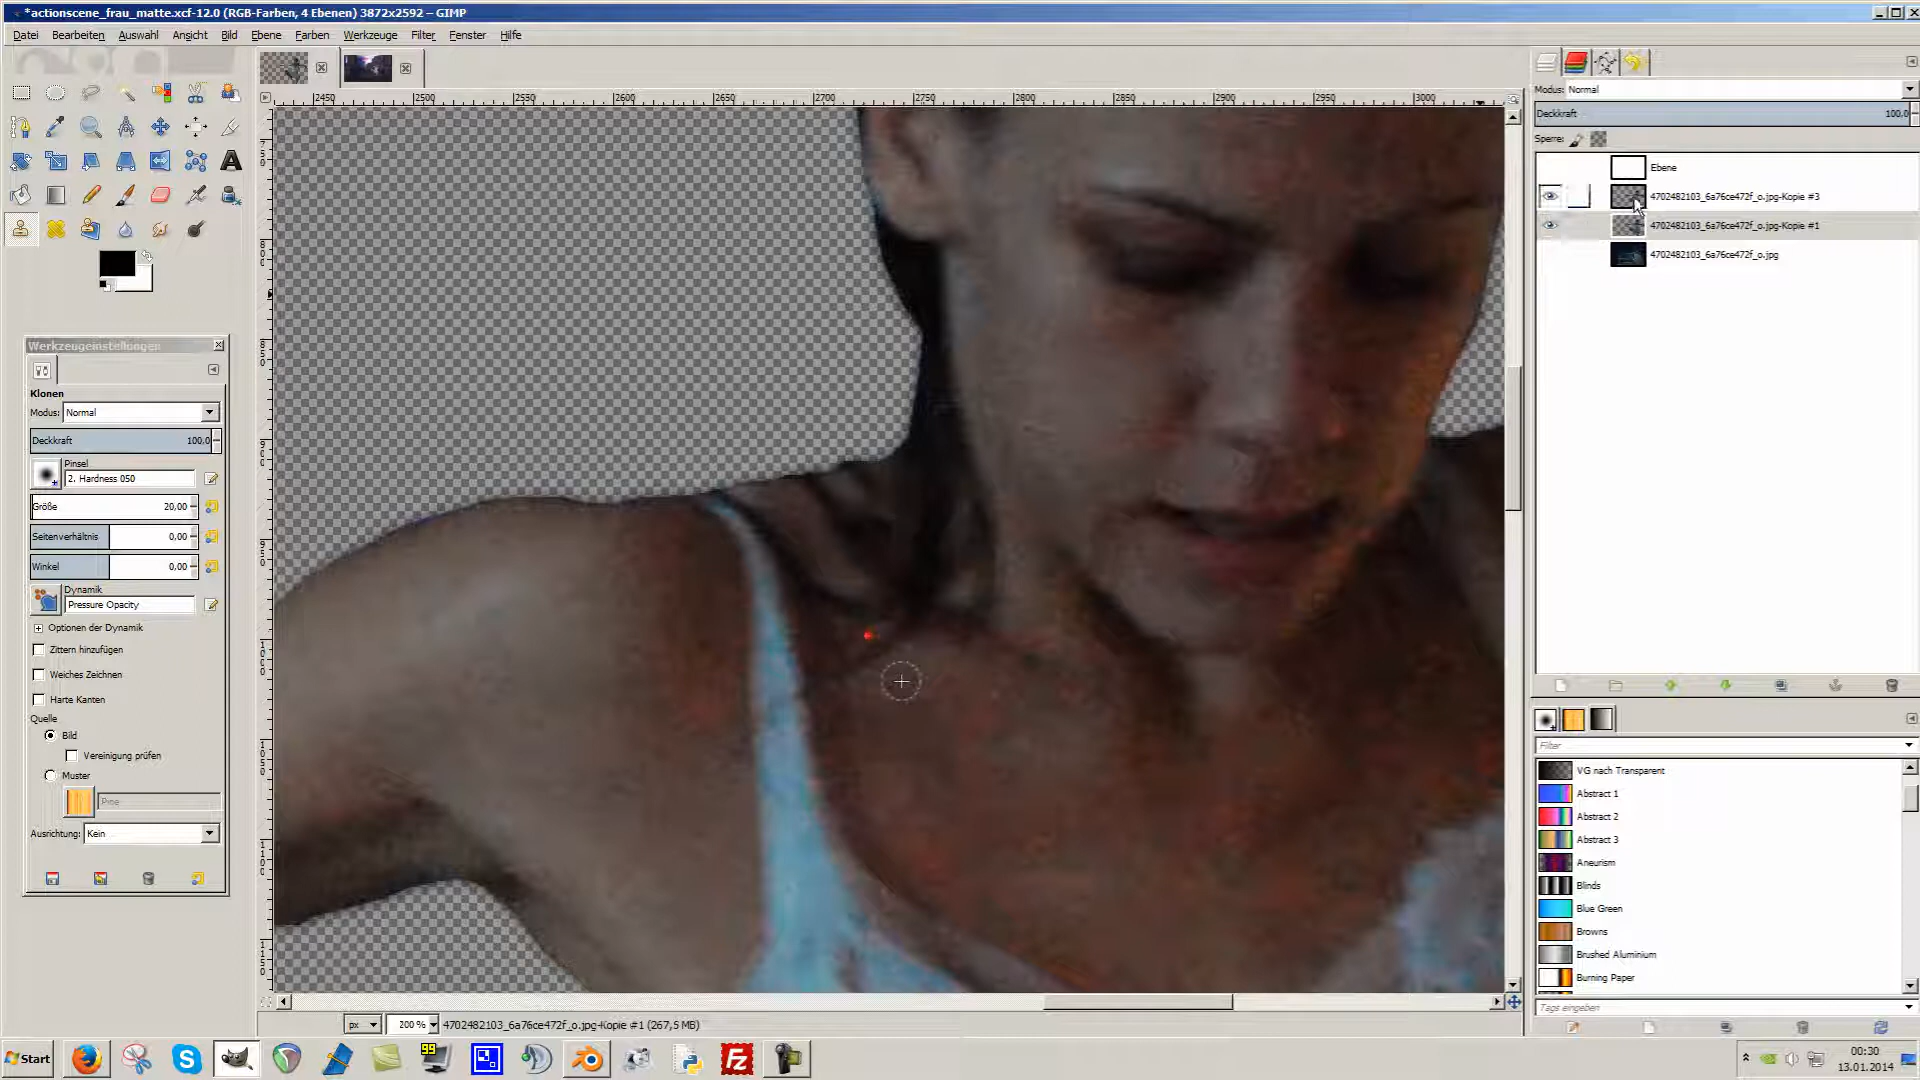 *actionscene_frau_matte.xcf-12.0 (RGB-Farben, 4 Ebenen) 3872x2592 – GIMP
Datei Bearbeiten Auswahl Ansicht Bild Ebene Farben Werkzeuge Filter Fenster Hilfe
2450 2500 2550 2600 2650 2700 2750 2800 2850 2900 2950 3000
Werkzeugeinstellungen
Klonen
Modus: Normal
Deckkraft 100,0
Pinsel
2. Hardness 050
Größe 20,00
Seitenverhältnis 0,00
Winkel 0,00
Dynamik
Pressure Opacity
Optionen der Dynamik
Zittern hinzufügen
Weiches Zeichnen
Harte Kanten
Quelle
Bild
Vereinigung prüfen
Muster
Pine
Ausrichtung: Kein
px 200 % 4702482103_6a76ce472f_o.jpg-Kopie #1 (267,5 MB)
Modus: Normal
Deckkraft 100,0
Sperre:
Ebene
4702482103_6a76ce472f_o.jpg-Kopie #3
4702482103_6a76ce472f_o.jpg-Kopie #1
4702482103_6a76ce472f_o.jpg
Filter
VG nach Transparent
Abstract 1
Abstract 2
Abstract 3
Aneurism
Blinds
Blue Green
Browns
Brushed Aluminium
Burning Paper
Tags eingeben
Start
99
Fz
00:30
13.01.2014